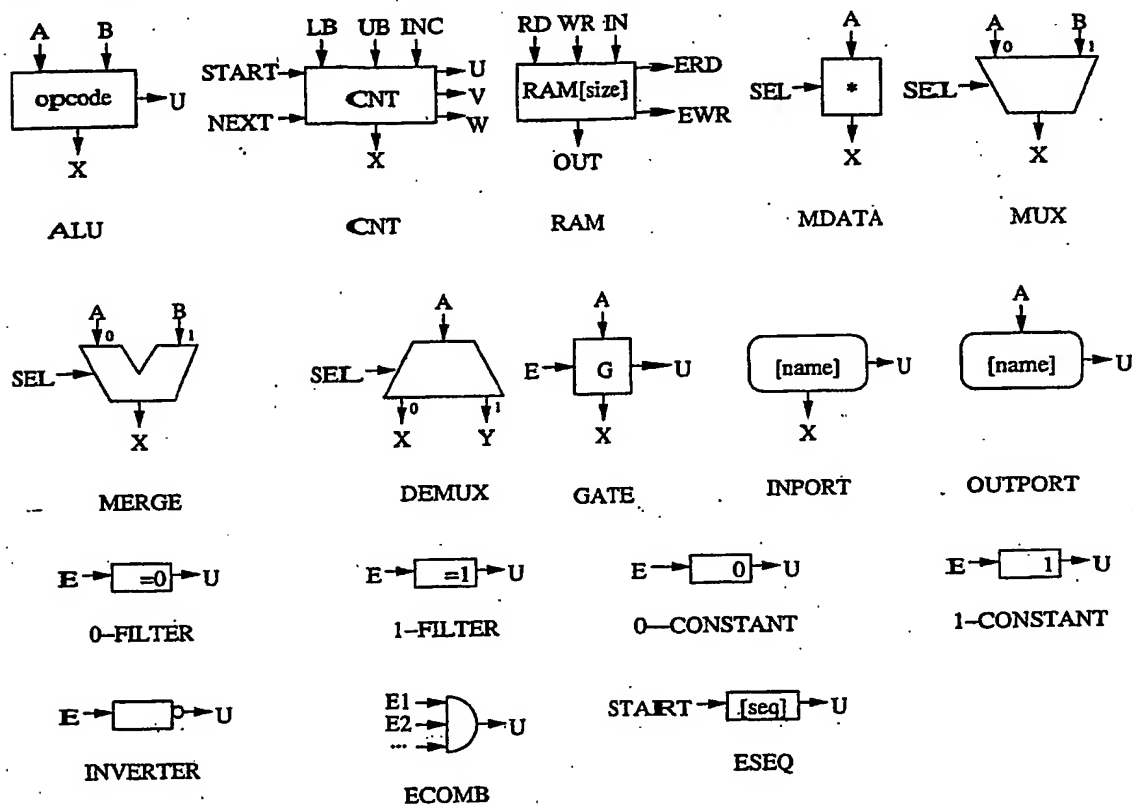 A B
opcode
U
X
ALU
LB UB INC
START
NEXT
CNT
U
V
W
X
CNT
RD WR IN
RAM[size]
ERD
EWR
OUT
RAM
A
SEL
*
X
MDATA
A B
0 1
SEL
X
MUX
A B
0 1
SEL
X
MERGE
A
SEL
0 1
X Y
DEMUX
A
E
G
U
X
GATE
[name]
U
X
INPORT
A
[name]
U
OUTPORT
E =0 U
0-FILTER
E =1 U
1-FILTER
E 0 U
0-CONSTANT
E 1 U
1-CONSTANT
E U
INVERTER
E1
E2
...
U
ECOMB
START [seq] U
ESEQ